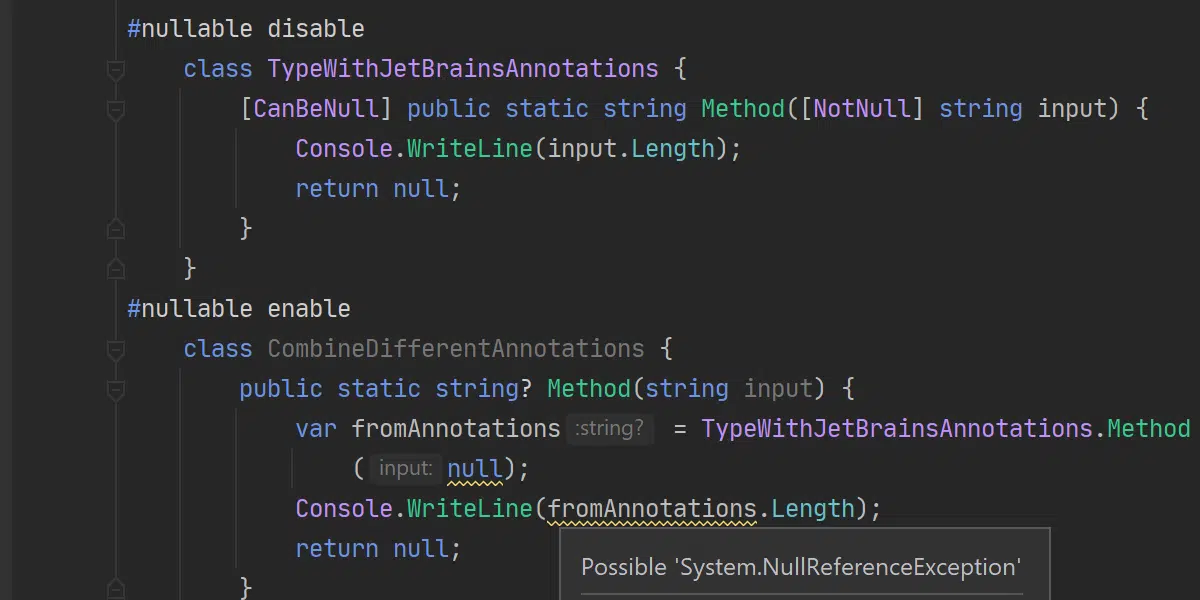 #nullable disable
class TypeWithJetBrainsAnnotations {
[CanBeNull] public static string Method([NotNull] string input) {
Console.WriteLine(input.Length);
return null;
}
}
#nullable enable
class CombineDifferentAnnotations {
public static string? Method(string input) {
var fromAnnotations :string? = TypeWithJetBrainsAnnotations.Method
( input: null);
Console.WriteLine(fromAnnotations.Length);
return null;
Possible 'System.NullReferenceException'
}